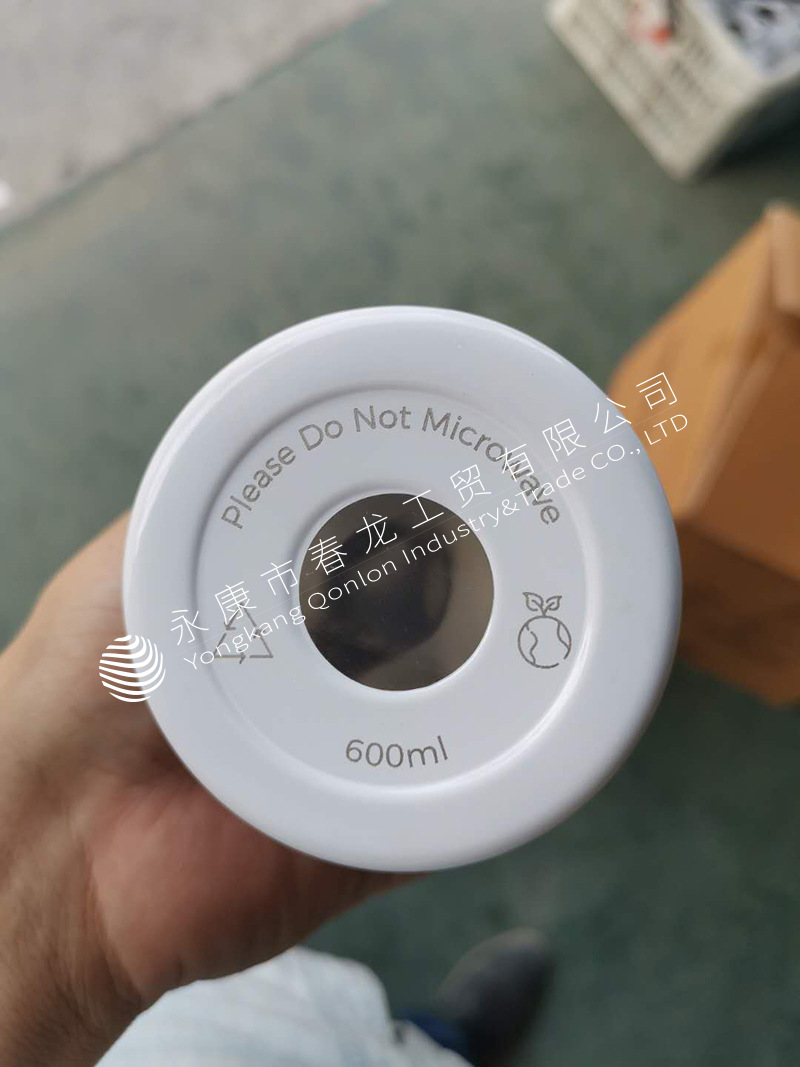 Please Do Not Microwave
永康市春龙工贸有限公司
Yongkang Qonlon Industry&Trade CO., LTD
600ml